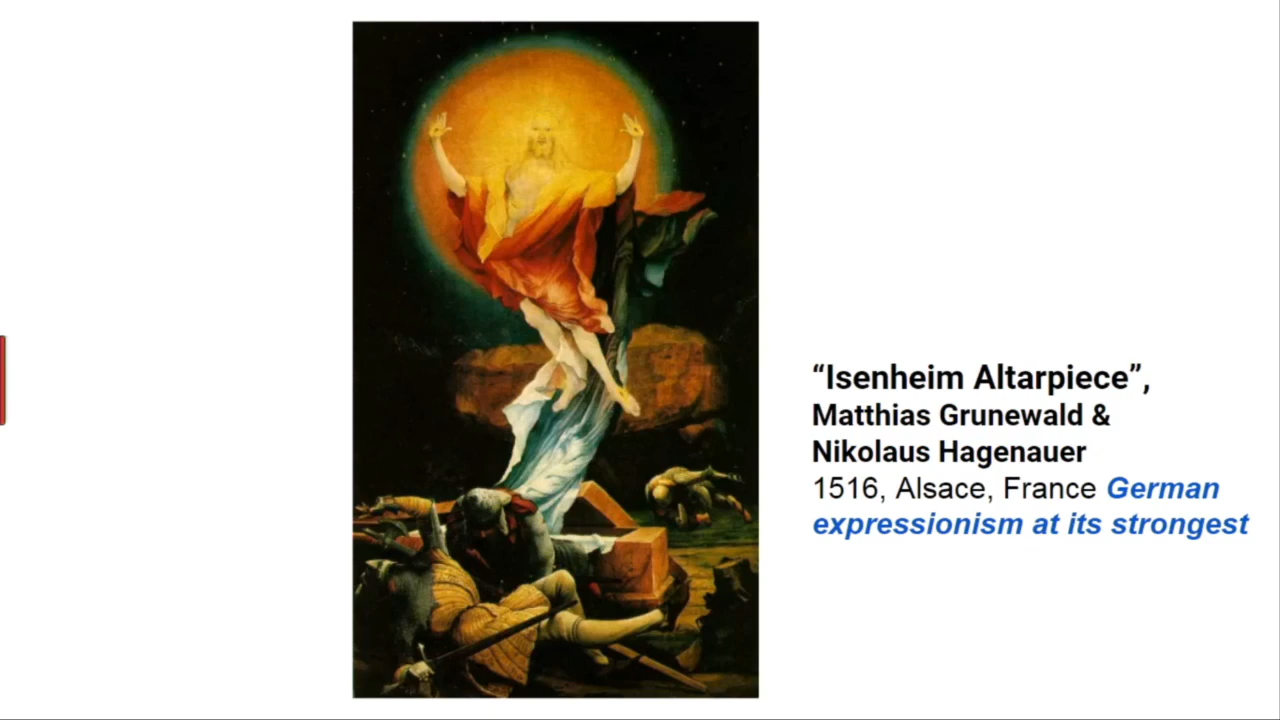 “Isenheim Altarpiece”,
Matthias Grunewald &
Nikolaus Hagenauer
1516, Alsace, France German
expressionism at its strongest